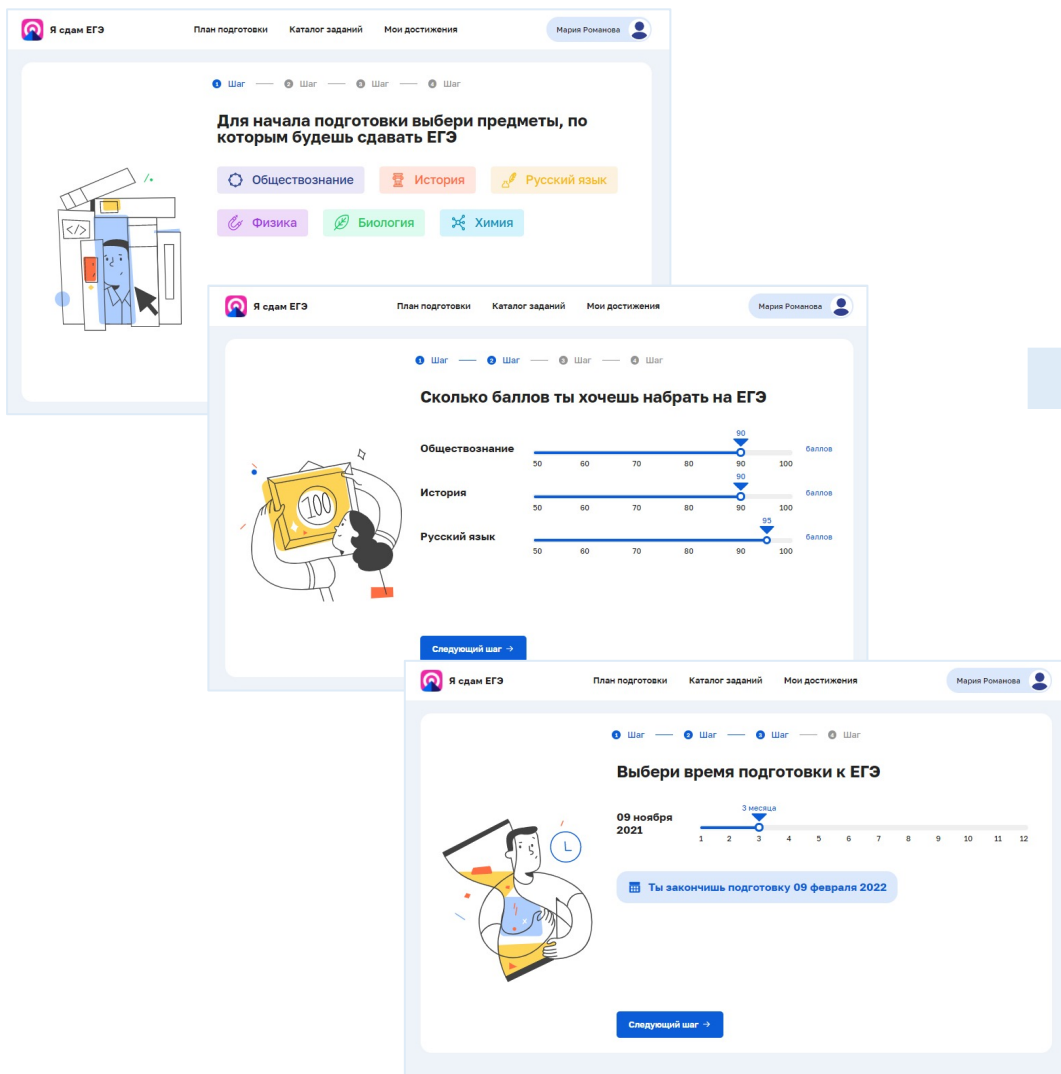 Я сдам ЕГЭ План подготовки Каталог заданий Мои достижения Мария Романова
1 Шаг 2 Шаг 3 Шаг 4 Шаг
Для начала подготовки выбери предметы, по
которым будешь сдавать ЕГЭ
Обществознание История Русский язык
Физика Биология Химия
</>
Я сдам ЕГЭ План подготовки Каталог заданий Мои достижения Мария Романова
1 Шаг 2 Шаг 3 Шаг 4 Шаг
Сколько баллов ты хочешь набрать на ЕГЭ
90
Обществознание баллов
50 60 70 80 90 100
90
История баллов
50 60 70 80 90 100
95
Русский язык баллов
50 60 70 80 90 100
100
Следующий шаг →
Я сдам ЕГЭ План подготовки Каталог заданий Мои достижения Мария Романова
1 Шаг 2 Шаг 3 Шаг 4 Шаг
Выбери время подготовки к ЕГЭ
3 месяца
09 ноября
2021
1 2 3 4 5 6 7 8 9 10 11 12
Ты закончишь подготовку 09 февраля 2022
Следующий шаг →